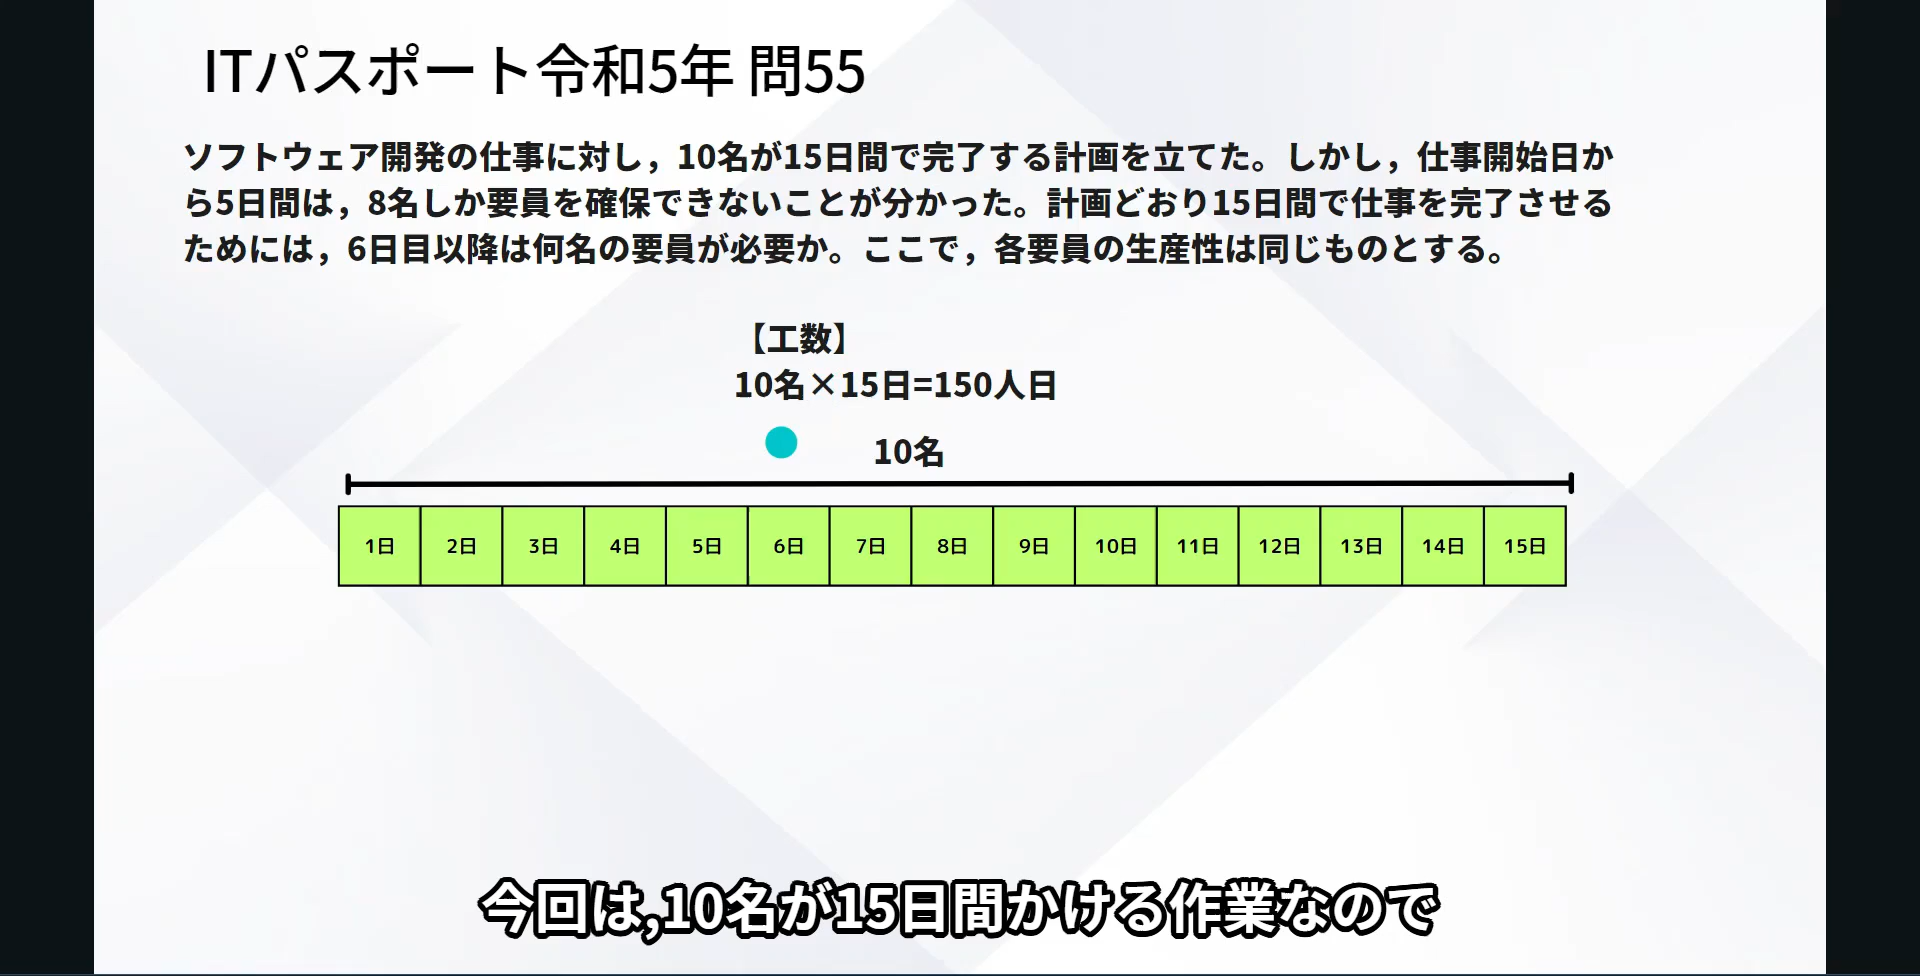 ITパスポート令和5年 問55
ソフトウェア開発の仕事に対し，10名が15日間で完了する計画を立てた。しかし，仕事開始日か
ら5日間は，8名しか要員を確保できないことが分かった。計画どおり15日間で仕事を完了させる
ためには，6日目以降は何名の要員が必要か。ここで，各要員の生産性は同じものとする。
【工数】
10名×15日=150人日
10名
1日 2日 3日 4日 5日 6日 7日 8日 9日 10日 11日 12日 13日 14日 15日
今回は,10名が15日間かける作業なので